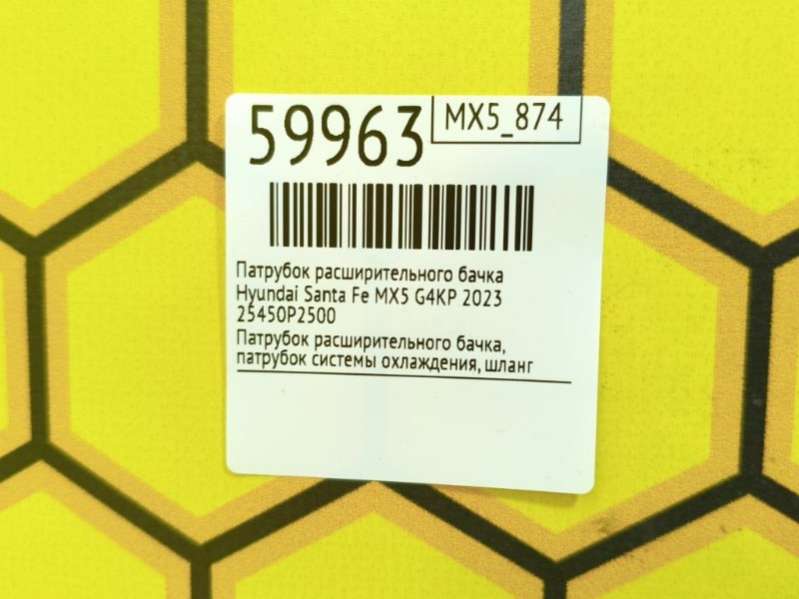 59963
MX5_874
Патрубок расширительного бачка
Hyundai Santa Fe MX5 G4KP 2023
25450P2500
Патрубок расширительного бачка,
патрубок системы охлаждения, шланг